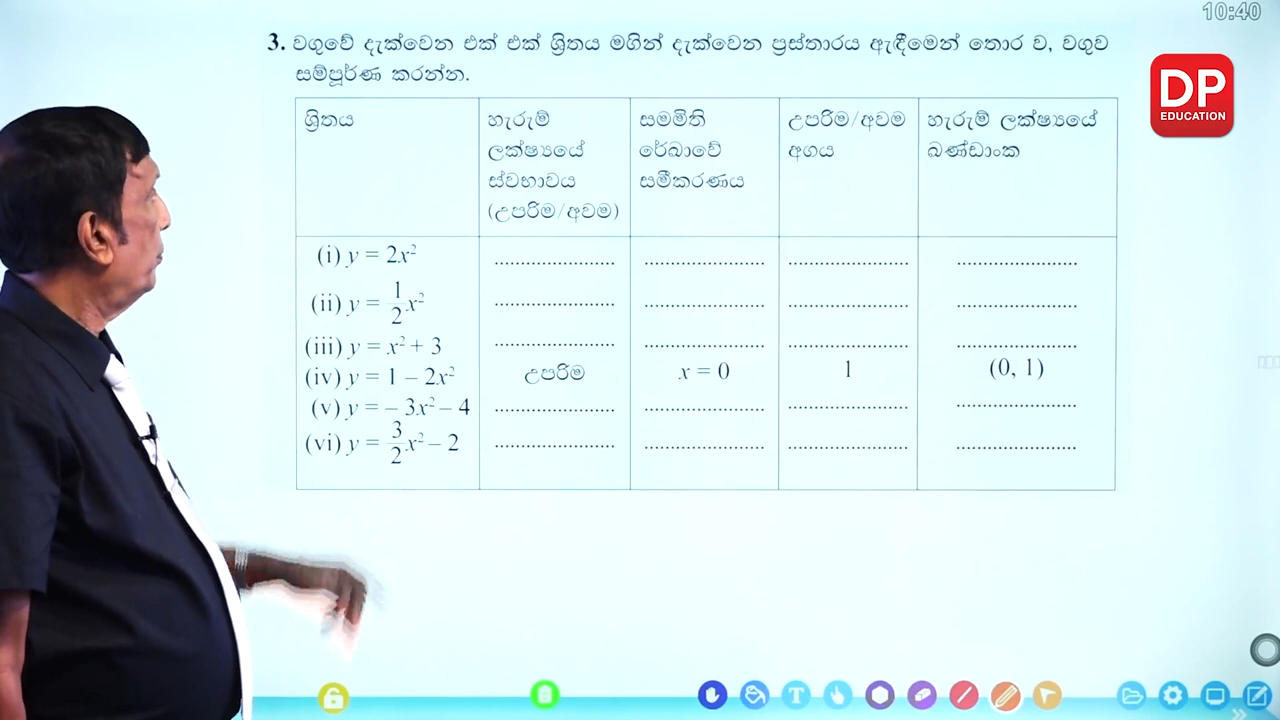 10:40
3. වගුවේ දැක්වෙන එක් එක් ශ්‍රිතය මගින් දැක්වෙන ප්‍රස්තාරය ඇඳීමෙන් තොර ව, වගුව
සම්පූර්ණ කරන්න.
DP
EDUCATION
ශ්‍රිතය
හැරුම්
ලක්ෂ්‍යයේ
ස්වභාවය
(උපරිම/අවම)
සමමිති
රේඛාවේ
සමීකරණය
උපරිම/අවම
අගය
හැරුම් ලක්ෂ්‍යයේ
ඛණ්ඩාංක
(i) y = 2x² .................... .................... .................... ....................
(ii) y = 1/2 x² .................... .................... .................... ....................
(iii) y = x² + 3 .................... .................... .................... ....................
(iv) y = 1 – 2x² උපරිම x = 0 1 (0, 1)
(v) y = – 3x² – 4 .................... .................... .................... ....................
(vi) y = 3/2 x² – 2 .................... .................... .................... ....................